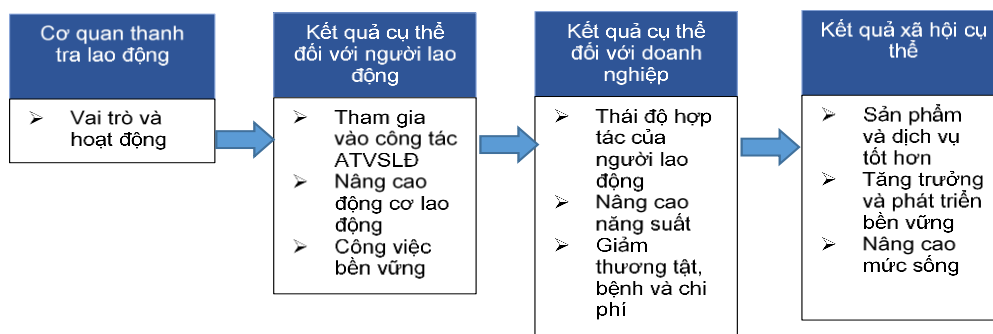 Cơ quan thanh
tra lao động
➢ Vai trò và
hoạt động
Kết quả cụ thể
đối với người lao
động
➢ Tham gia
vào công tác
ATVSLĐ
➢ Nâng cao
động cơ lao
động
➢ Công việc
bền vững
Kết quả cụ thể
đối với doanh
nghiệp
➢ Thái độ hợp
tác của
người lao
động
➢ Nâng cao
năng suất
➢ Giảm
thương tật,
bệnh và chi
phí
Kết quả xã hội cụ
thể
➢ Sản phẩm
và dịch vụ
tốt hơn
➢ Tăng trưởng
và phát triển
bền vững
➢ Nâng cao
mức sống